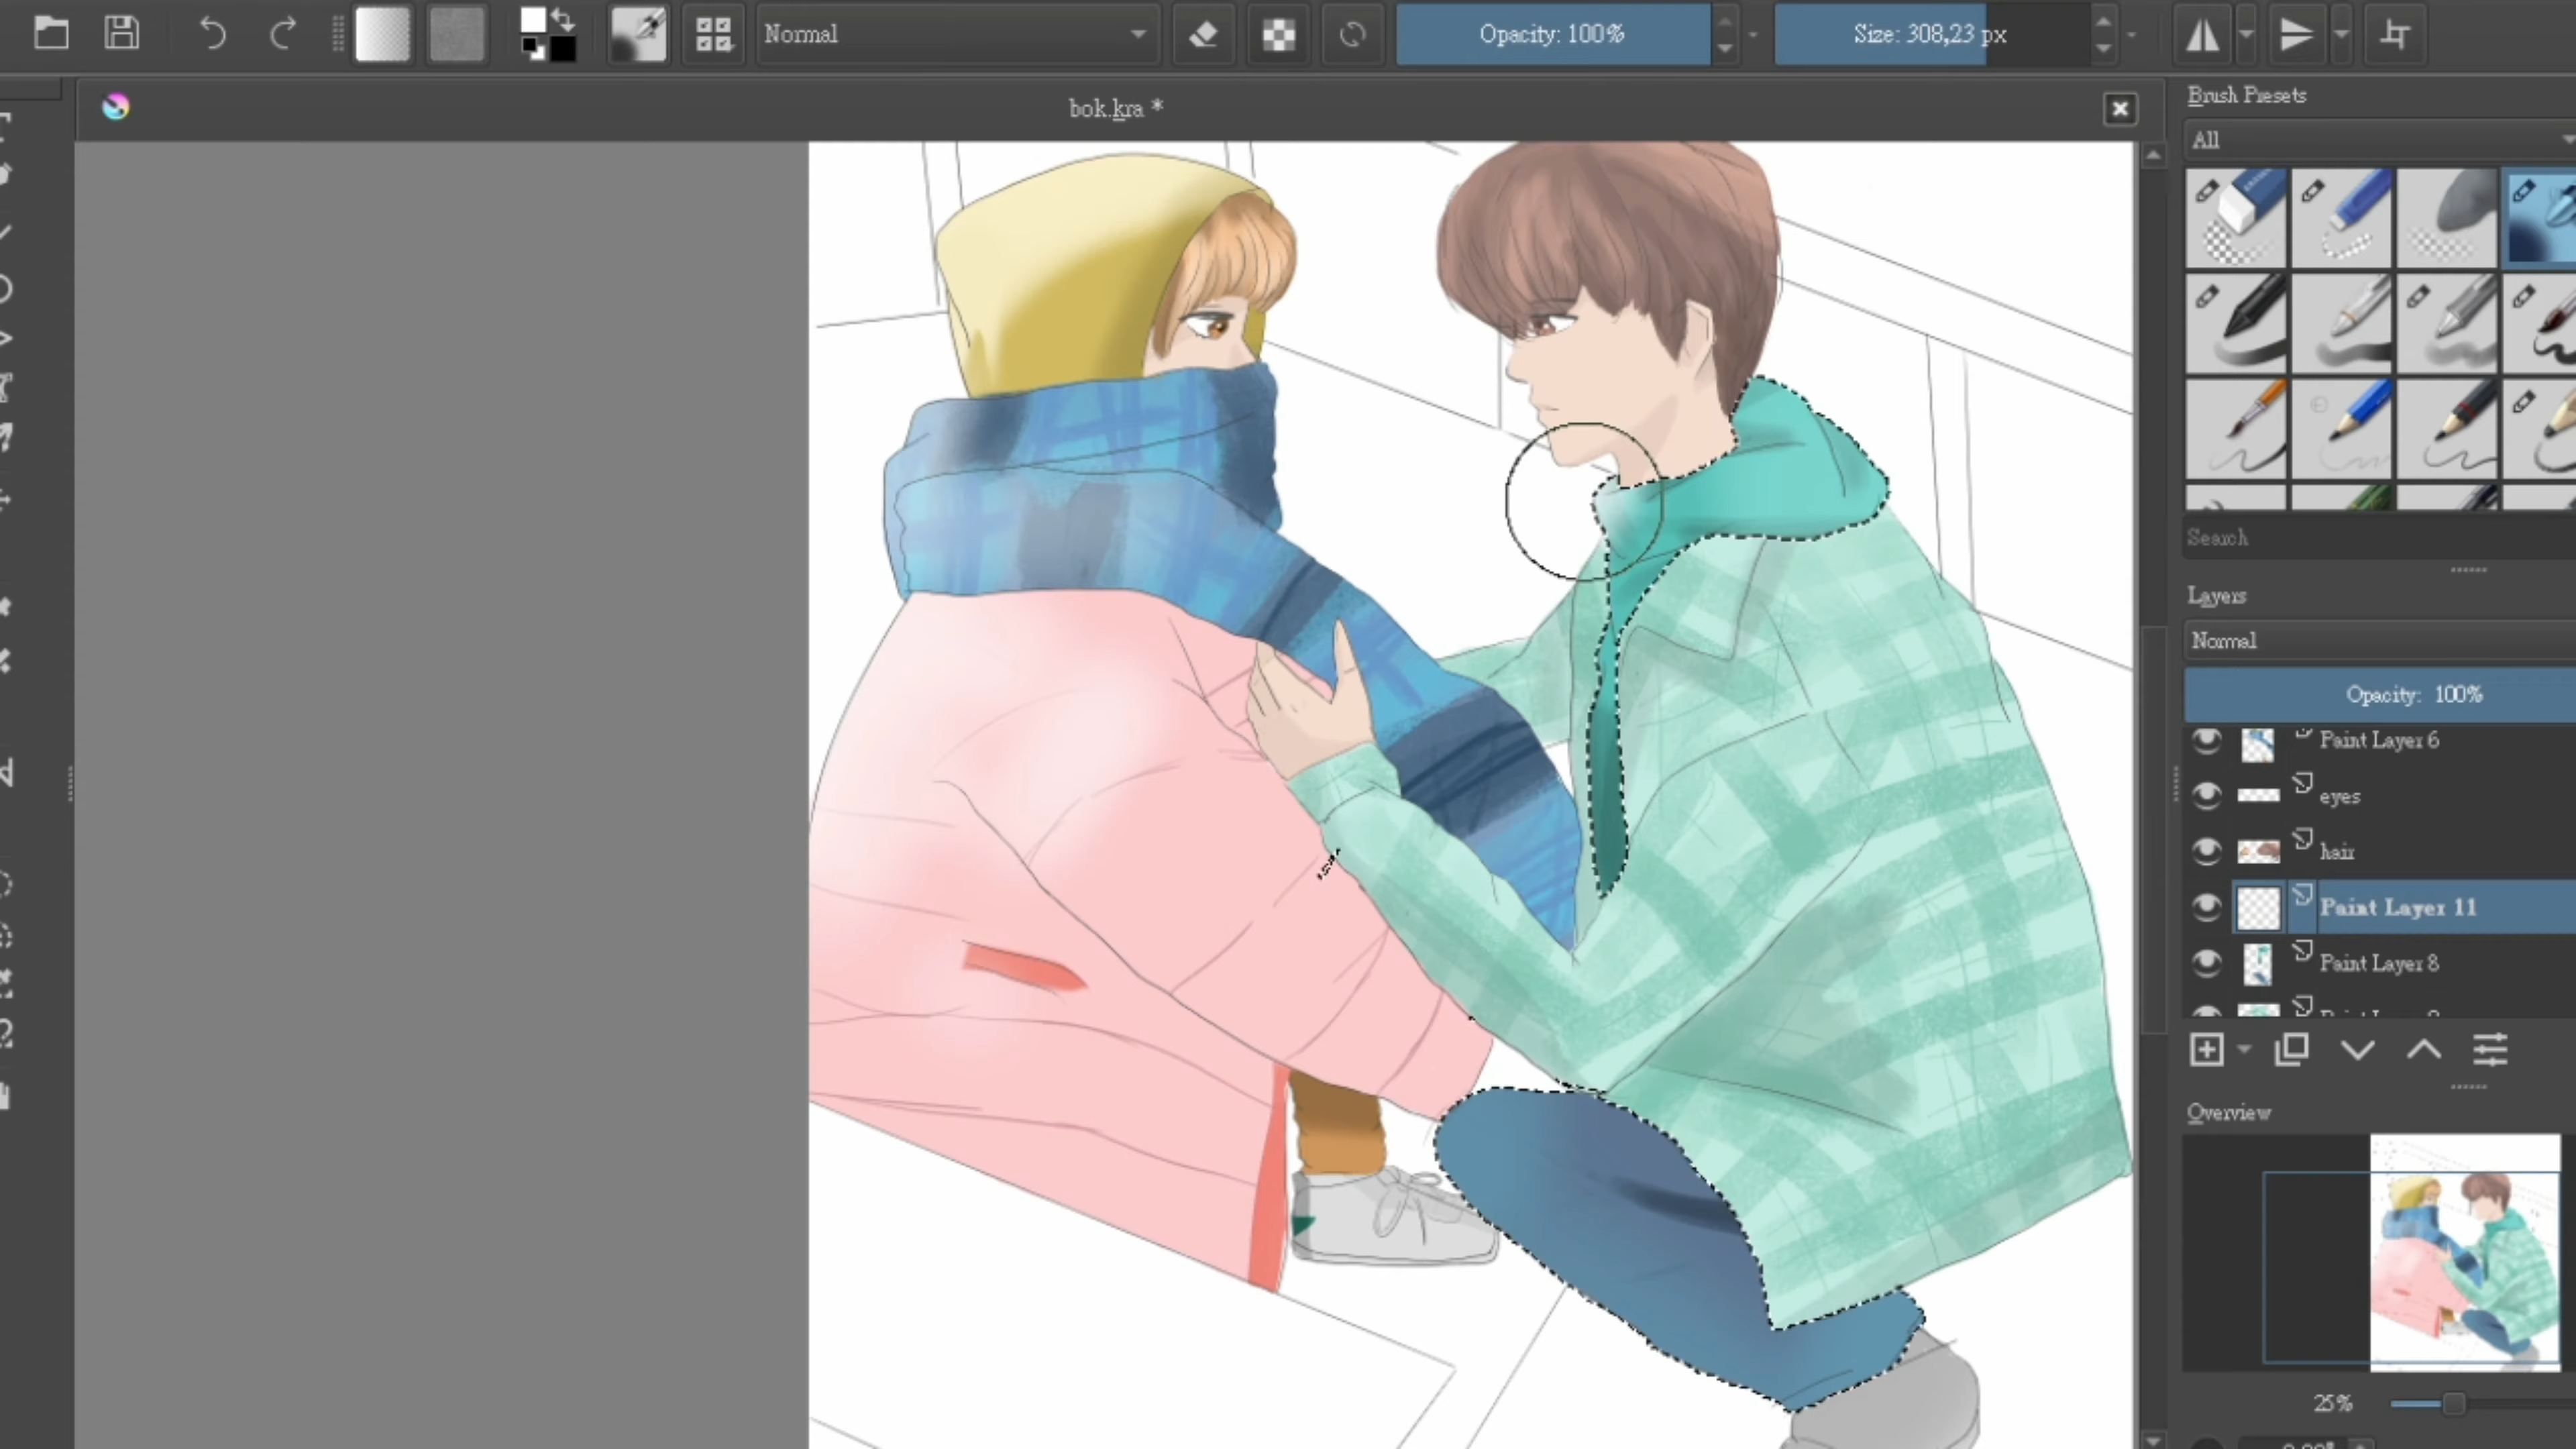 Normal
Opacity: 100%
Size: 308,23 px
bok.kra *
Brush Presets
All
Search
Layers
Normal
Opacity: 100%
Paint Layer 6
eyes
hair
Paint Layer 11
Paint Layer 8
Overview
25%